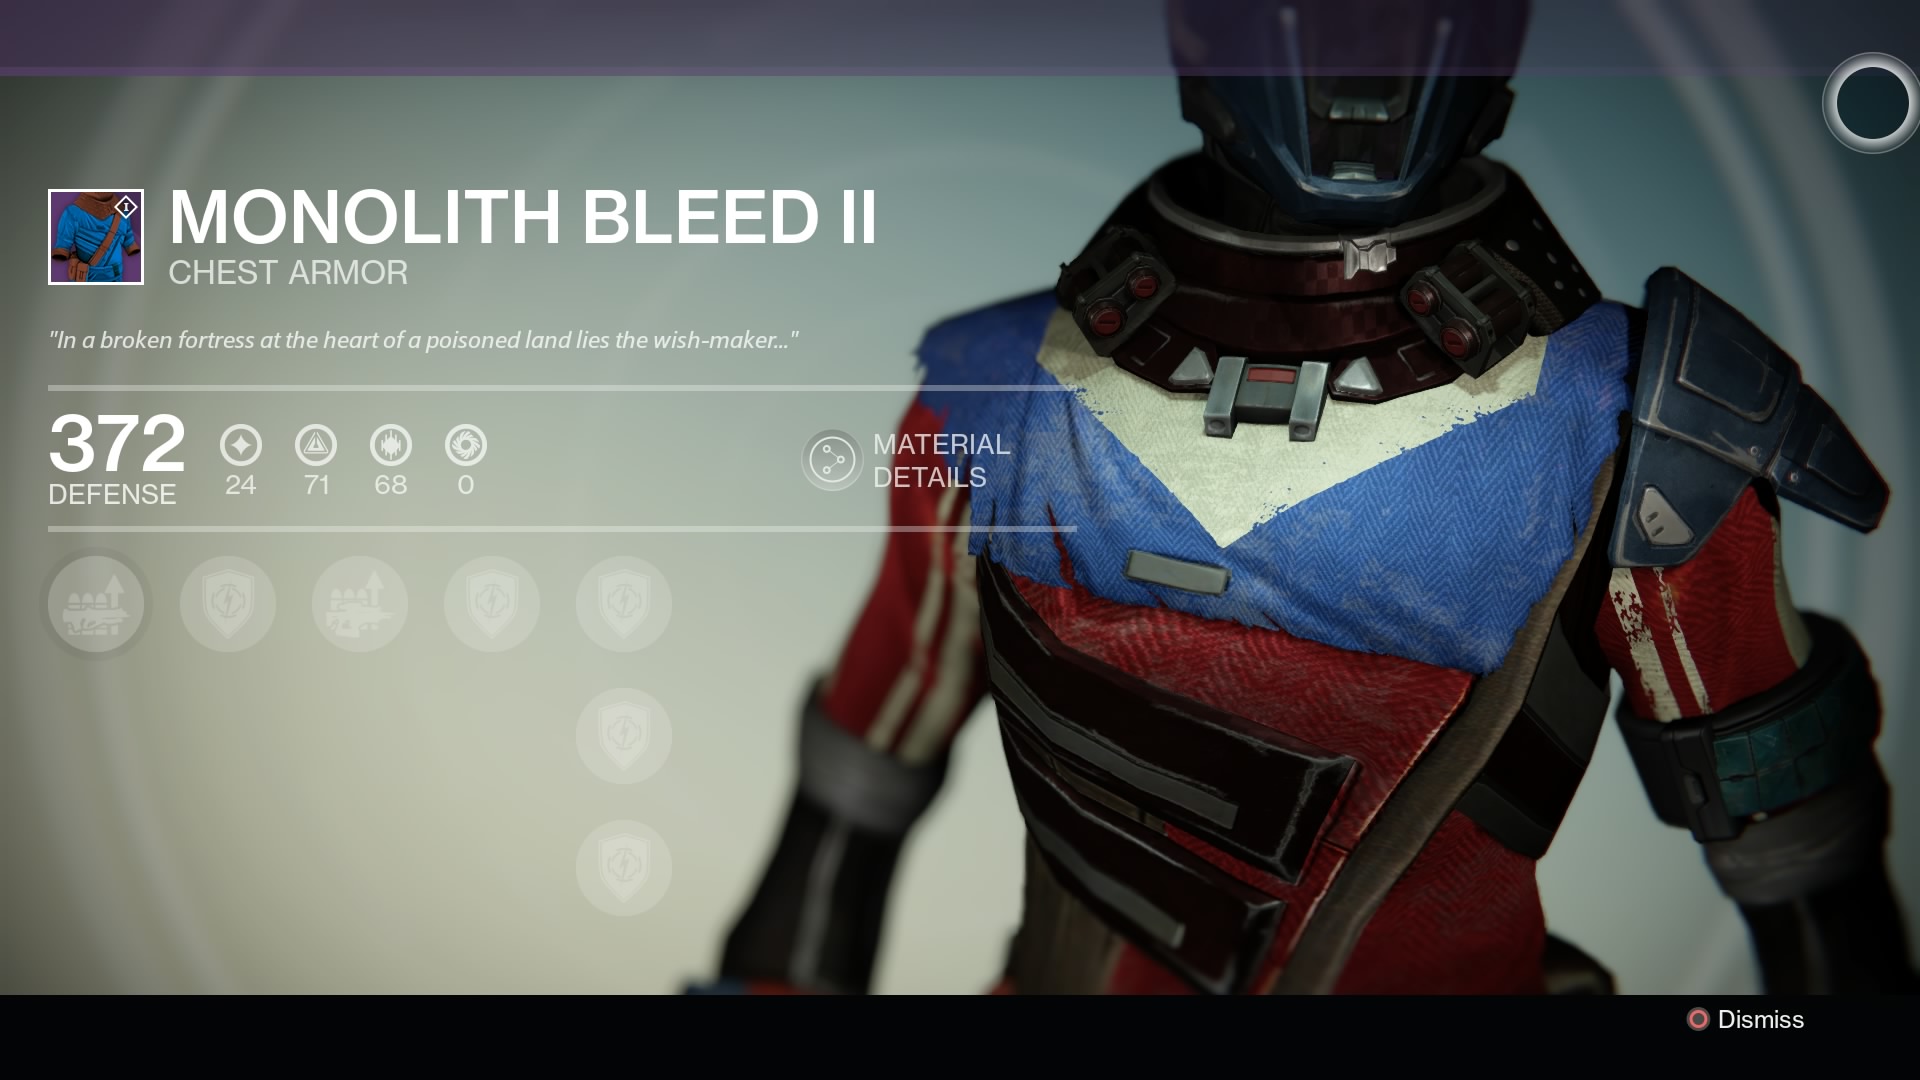 MONOLITH BLEED II
CHEST ARMOR
"In a broken fortress at the heart of a poisoned land lies the wish-maker..."
372
DEFENSE
24 71 68 0
MATERIAL
DETAILS
Dismiss